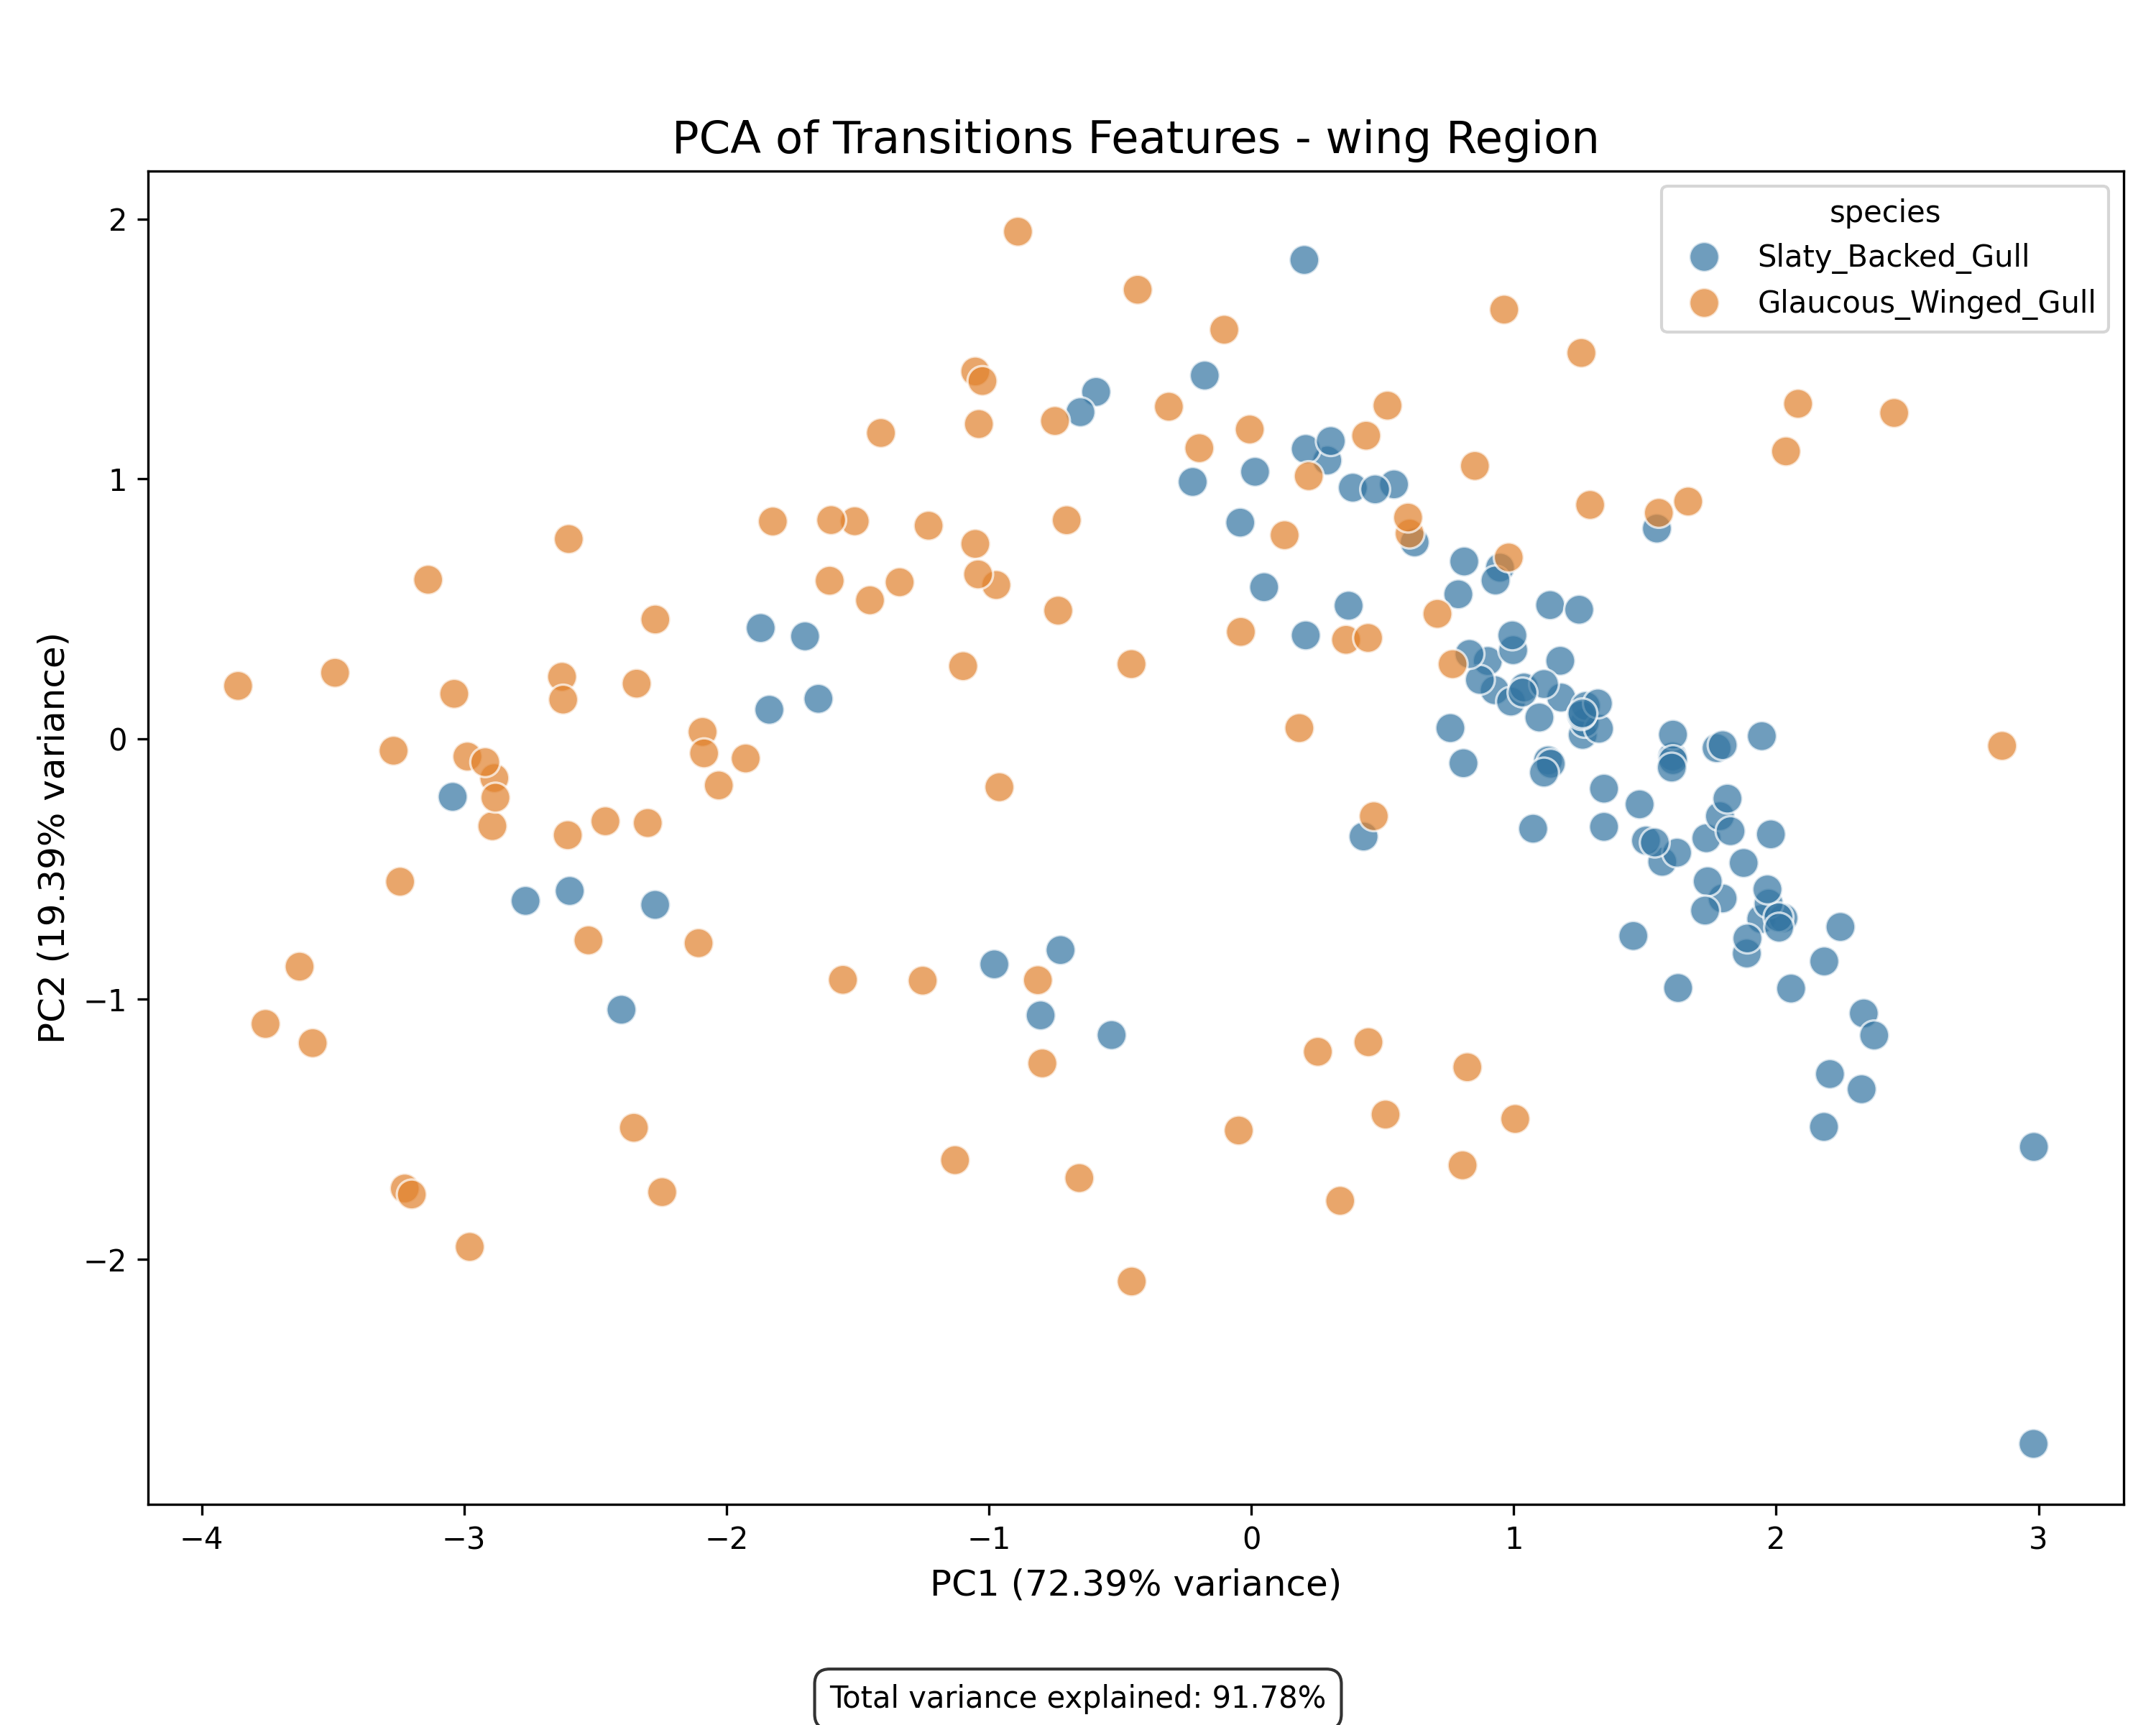 PCA of Transitions Features - wing Region
species
Slaty_Backed_Gull
Glaucous_Winged_Gull
PC2 (19.39% variance)
2
1
0
−1
−2
−4
−3
−2
−1
0
1
2
3
PC1 (72.39% variance)
Total variance explained: 91.78%